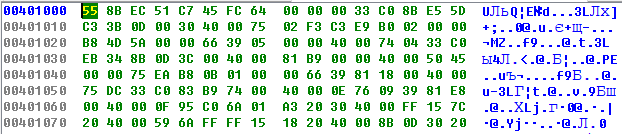 00401000 55 8B EC 51 C7 45 FC 64 00 00 00 33 C0 8B E5 5D
00401010 C3 3B 0D 00 30 40 00 75 02 F3 C3 E9 B0 02 00 00
00401020 B8 4D 5A 00 00 66 39 05 00 00 40 00 74 04 33 C0
00401030 EB 34 8B 0D 3C 00 40 00 81 B9 00 00 40 00 50 45
00401040 00 00 75 EA B8 0B 01 00 00 66 39 81 18 00 40 00
00401050 75 DC 33 C0 83 B9 74 00 40 00 0E 76 09 39 81 E8
00401060 00 40 00 0F 95 C0 6A 01 A3 20 30 40 00 FF 15 7C
00401070 20 40 00 59 6A FF FF 15 18 20 40 00 8B 0D 30 20